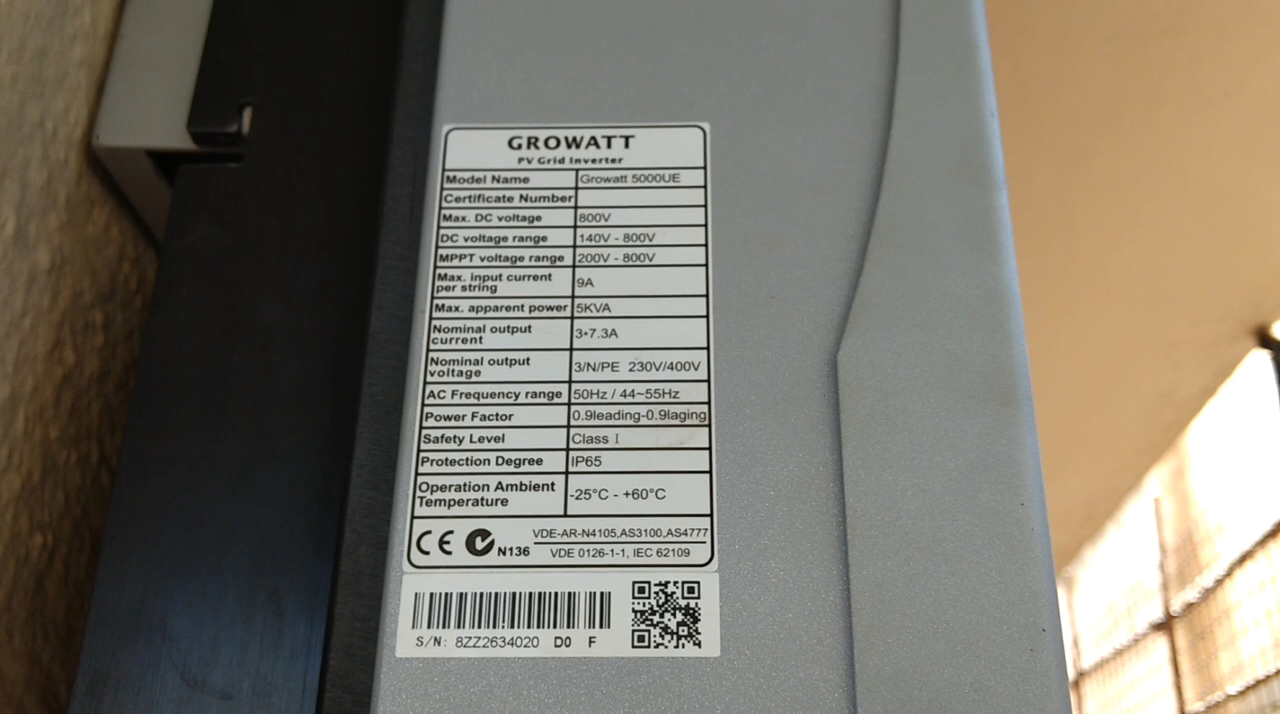 GROWATT
PV Grid Inverter
Model Name Growatt 5000UE
Certificate Number
Max. DC voltage 800V
DC voltage range 140V - 800V
MPPT voltage range 200V - 800V
Max. input current
per string 9A
Max. apparent power 5KVA
Nominal output
current 3*7.3A
Nominal output
voltage 3/N/PE 230V/400V
AC Frequency range 50Hz / 44~55Hz
Power Factor 0.9leading-0.9laging
Safety Level Class I
Protection Degree IP65
Operation Ambient
Temperature -25°C - +60°C
CE N136 VDE-AR-N4105,AS3100,AS4777
VDE 0126-1-1, IEC 62109
S/N: 8ZZ2634020 D0 F